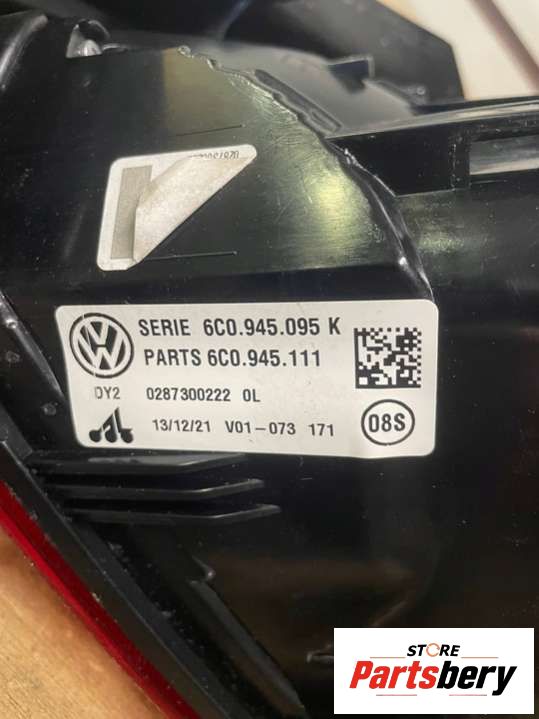 SERIE 6C0.945.095 K
PARTS 6C0.945.111
DY2 0287300222 0L
13/12/21 V01-073 171
08S
STORE
Partsbery